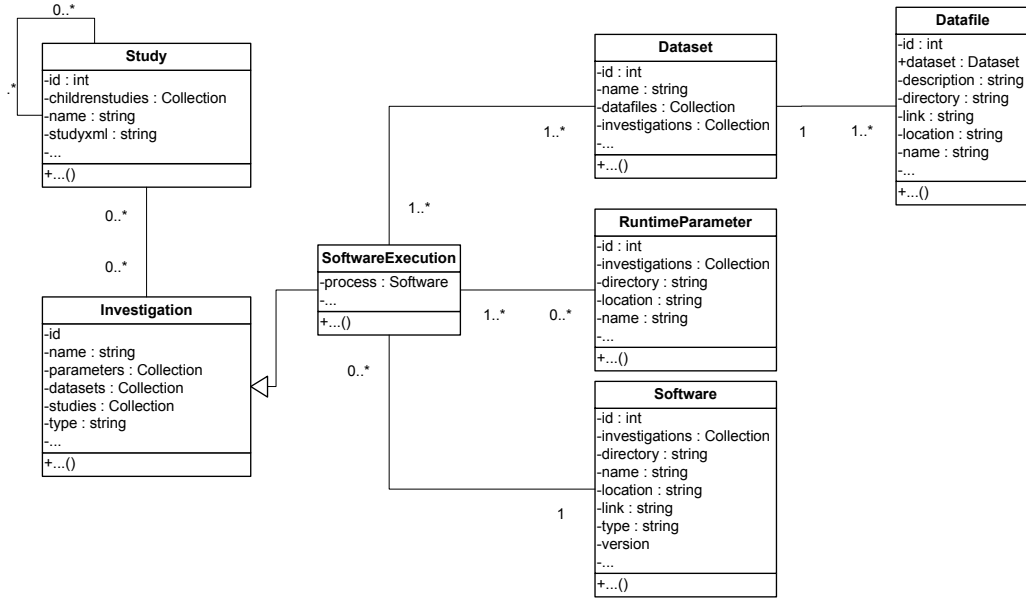 0..*
.*
Study
-id : int
-childrenstudies : Collection
-name : string
-studyxml : string
-...
+...()
0..*
0..*
Investigation
-id
-name : string
-parameters : Collection
-datasets : Collection
-studies : Collection
-type : string
-...
+...()
SoftwareExecution
-process : Software
-...
+...()
1..*
1..*
1..*
0..*
0..*
1
Dataset
-id : int
-name : string
-datafiles : Collection
-investigations : Collection
-...
+...()
1
1..*
Datafile
-id : int
+dataset : Dataset
-description : string
-directory : string
-link : string
-location : string
-name : string
-...
+...()
RuntimeParameter
-id : int
-investigations : Collection
-directory : string
-location : string
-name : string
-...
+...()
Software
-id : int
-investigations : Collection
-directory : string
-name : string
-location : string
-link : string
-type : string
-version
-...
+...()